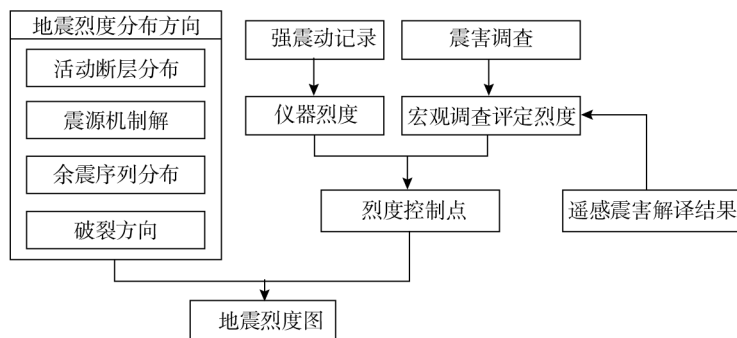 地震烈度分布方向
活动断层分布
震源机制解
余震序列分布
破裂方向
强震动记录
震害调查
仪器烈度
宏观调查评定烈度
烈度控制点
遥感震害解译结果
地震烈度图